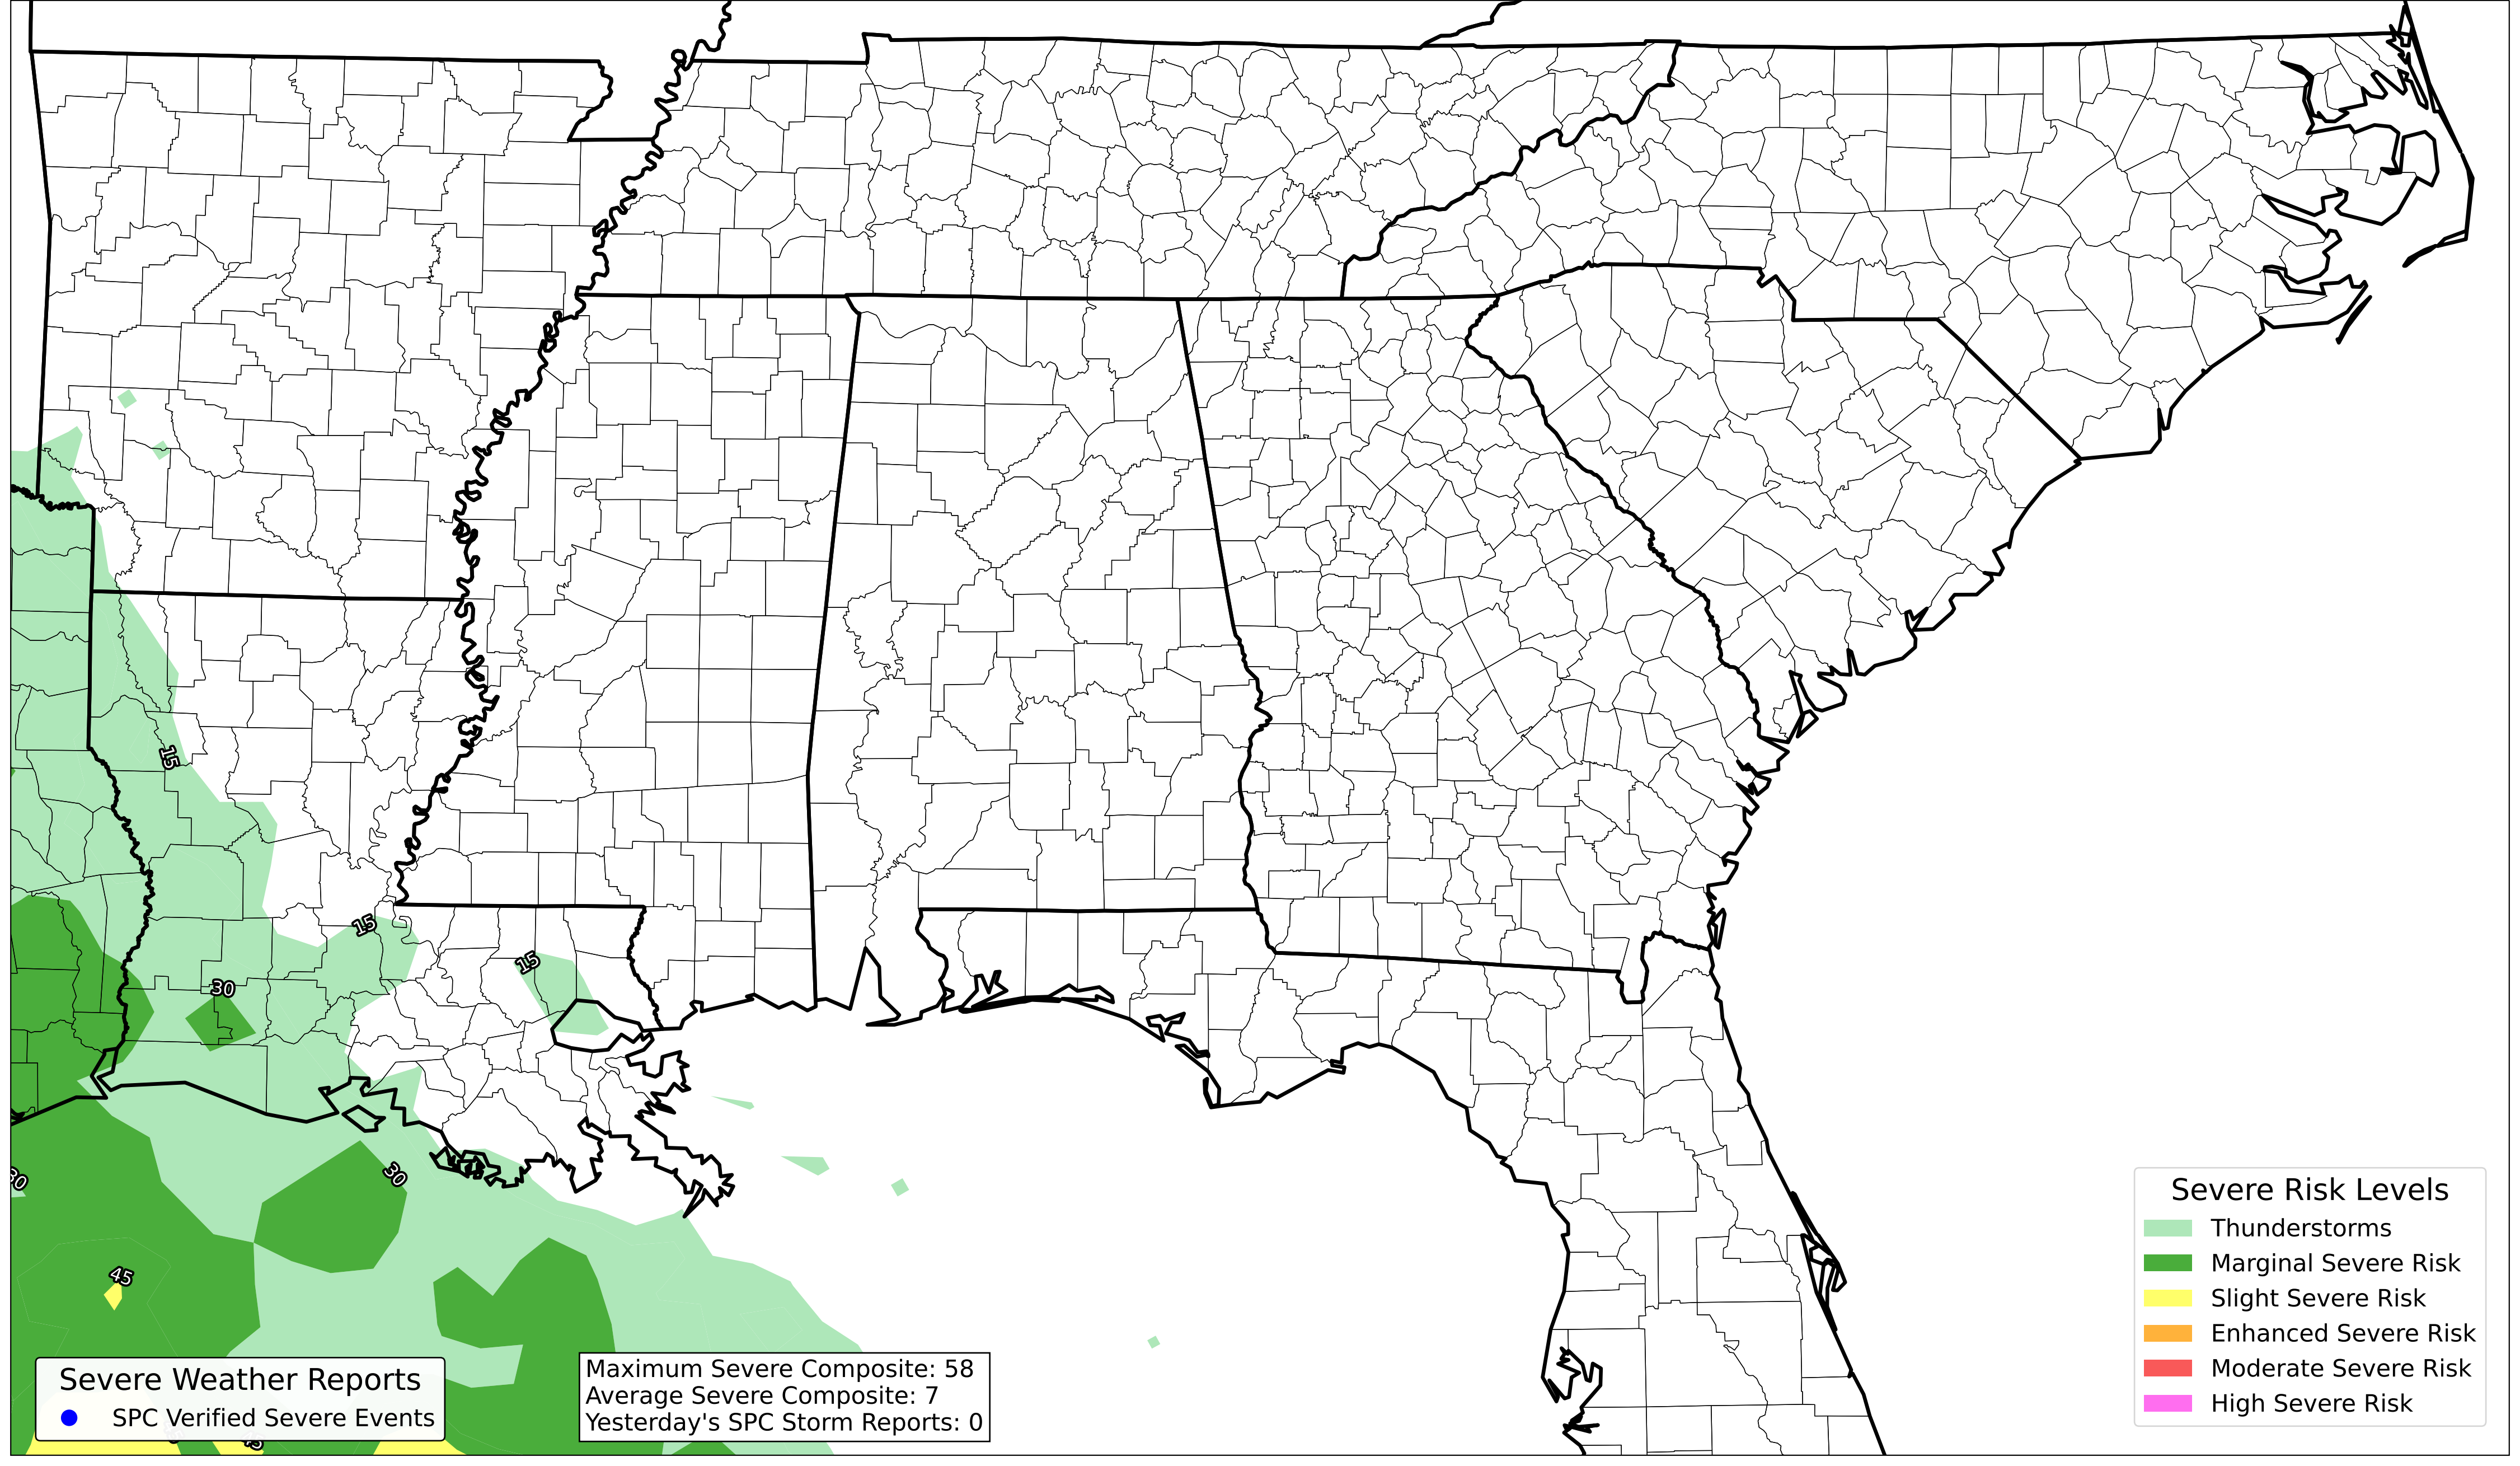 15
15
15
30
30
30
45
Severe Weather Reports
SPC Verified Severe Events
45
Maximum Severe Composite: 58
Average Severe Composite: 7
Yesterday's SPC Storm Reports: 0
Severe Risk Levels
Thunderstorms
Marginal Severe Risk
Slight Severe Risk
Enhanced Severe Risk
Moderate Severe Risk
High Severe Risk